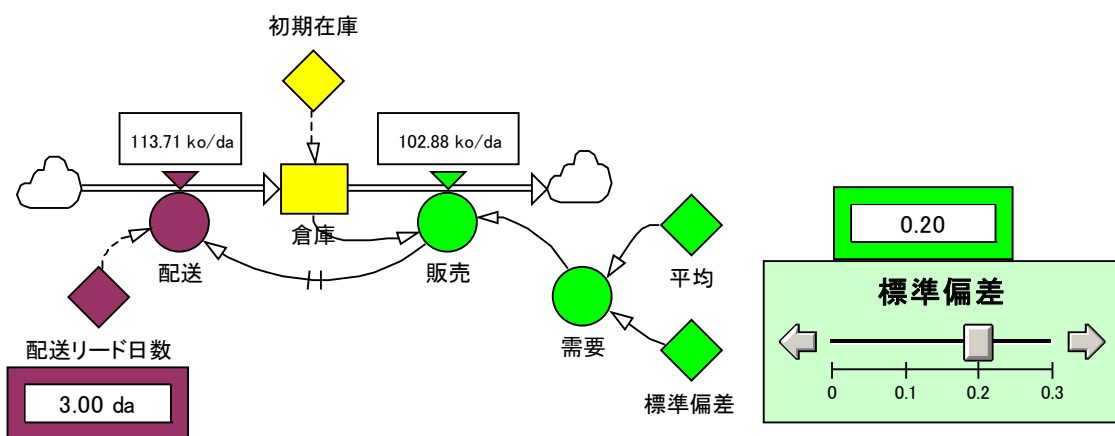 初期在庫
113.71 ko/da
102.88 ko/da
倉庫
配送
販売
平均
需要
標準偏差
配送リード日数
3.00 da
0.20
標準偏差
0 0.1 0.2 0.3